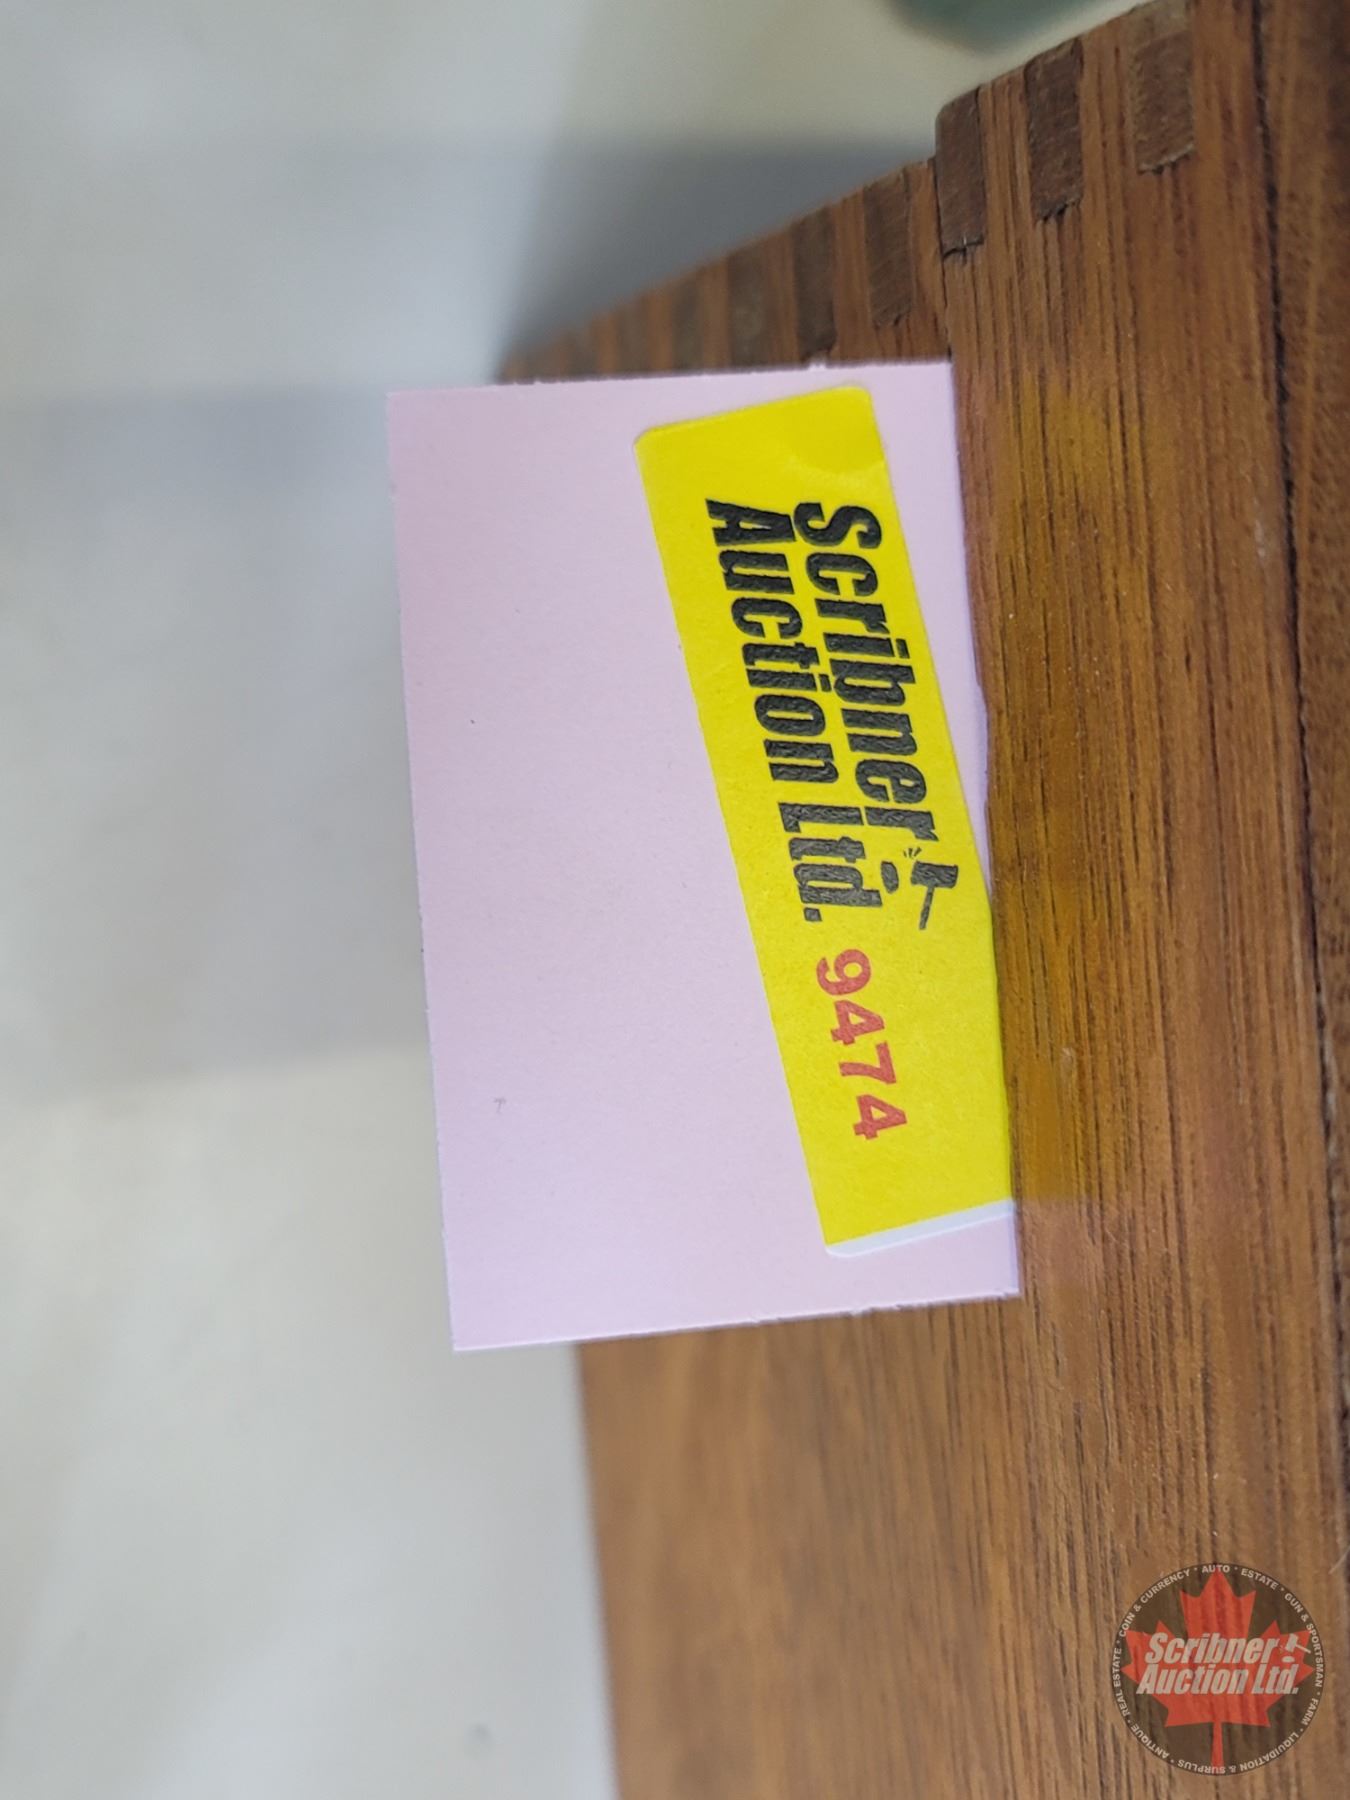 Scribner
Auction Ltd. 9474
COIN & CURRENCY • AUTO • ESTATE • GUN & SPORTSMAN • FARM • LIQUIDATION & SURPLUS • ANTIQUE • REAL ESTATE •
Scribner
Auction Ltd.